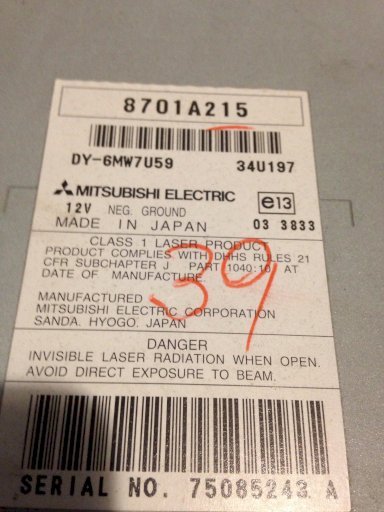 8701A215
DY-6MW7U59 34U197
MITSUBISHI ELECTRIC e13
12V NEG. GROUND
MADE IN JAPAN 03 3833
CLASS 1 LASER PRODUCT
PRODUCT COMPLIES WITH DHHS RULES 21
CFR SUBCHAPTER J PART 1040:10 AT
DATE OF MANUFACTURE.
39
MANUFACTURED
MITSUBISHI ELECTRIC CORPORATION
SANDA, HYOGO, JAPAN
DANGER
INVISIBLE LASER RADIATION WHEN OPEN.
AVOID DIRECT EXPOSURE TO BEAM.
SERIAL NO. 75085243 A